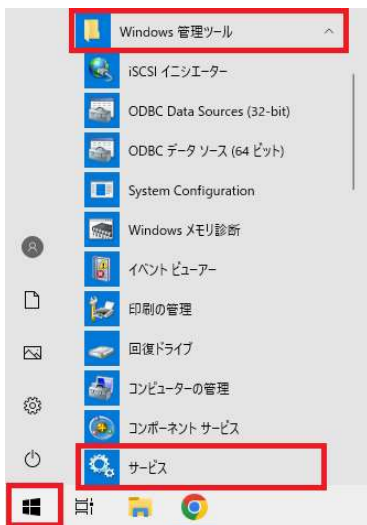 Windows 管理ツール
iSCSI イニシエーター
ODBC Data Sources (32-bit)
ODBC データ ソース (64 ビット)
System Configuration
Windows メモリ診断
イベント ビューアー
印刷の管理
回復ドライブ
コンピューターの管理
コンポーネント サービス
サービス